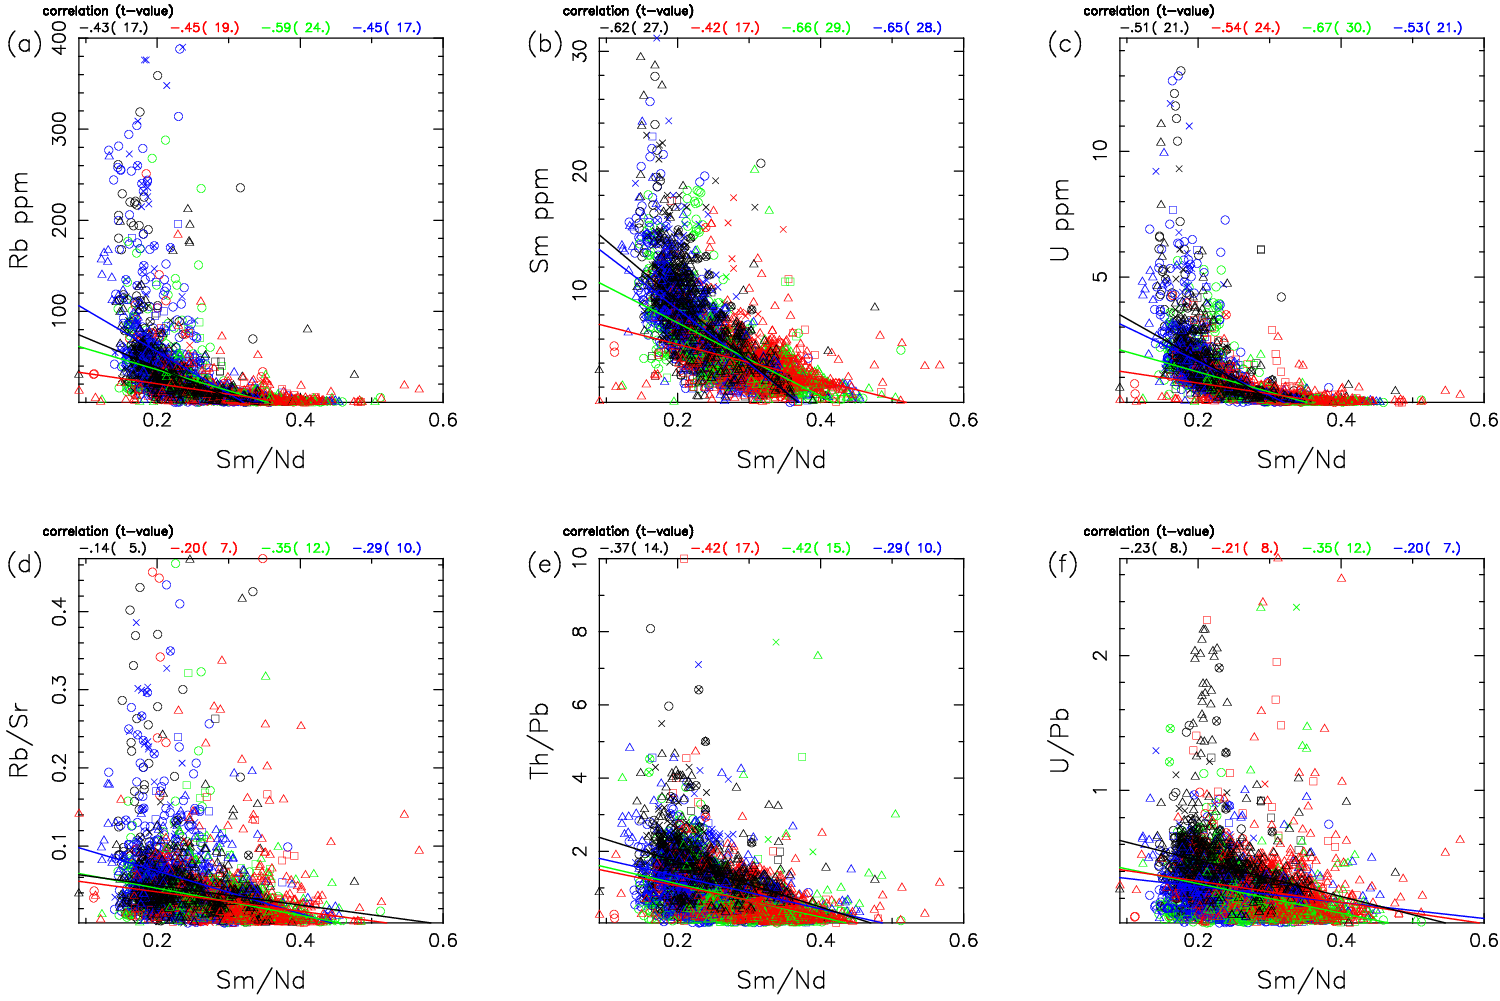 correlation (t-value)
-.43( 17.) -.45( 19.) -.59( 24.) -.45( 17.)
(a)
400
300
200
100
Rb ppm
0.2 0.4 0.6
Sm/Nd
correlation (t-value)
-.62( 27.) -.42( 17.) -.66( 29.) -.65( 28.)
(b)
30
20
10
Sm ppm
0.2 0.4 0.6
Sm/Nd
correlation (t-value)
-.51( 21.) -.54( 24.) -.67( 30.) -.53( 21.)
(c)
10
5
U ppm
0.2 0.4 0.6
Sm/Nd
correlation (t-value)
-.14( 5.) -.20( 7.) -.35( 12.) -.29( 10.)
(d)
0.4
0.3
0.2
0.1
Rb/Sr
0.2 0.4 0.6
Sm/Nd
correlation (t-value)
-.37( 14.) -.42( 17.) -.42( 15.) -.29( 10.)
(e)
10
8
6
4
2
Th/Pb
0.2 0.4 0.6
Sm/Nd
correlation (t-value)
-.23( 8.) -.21( 8.) -.35( 12.) -.20( 7.)
(f)
2
1
U/Pb
0.2 0.4 0.6
Sm/Nd